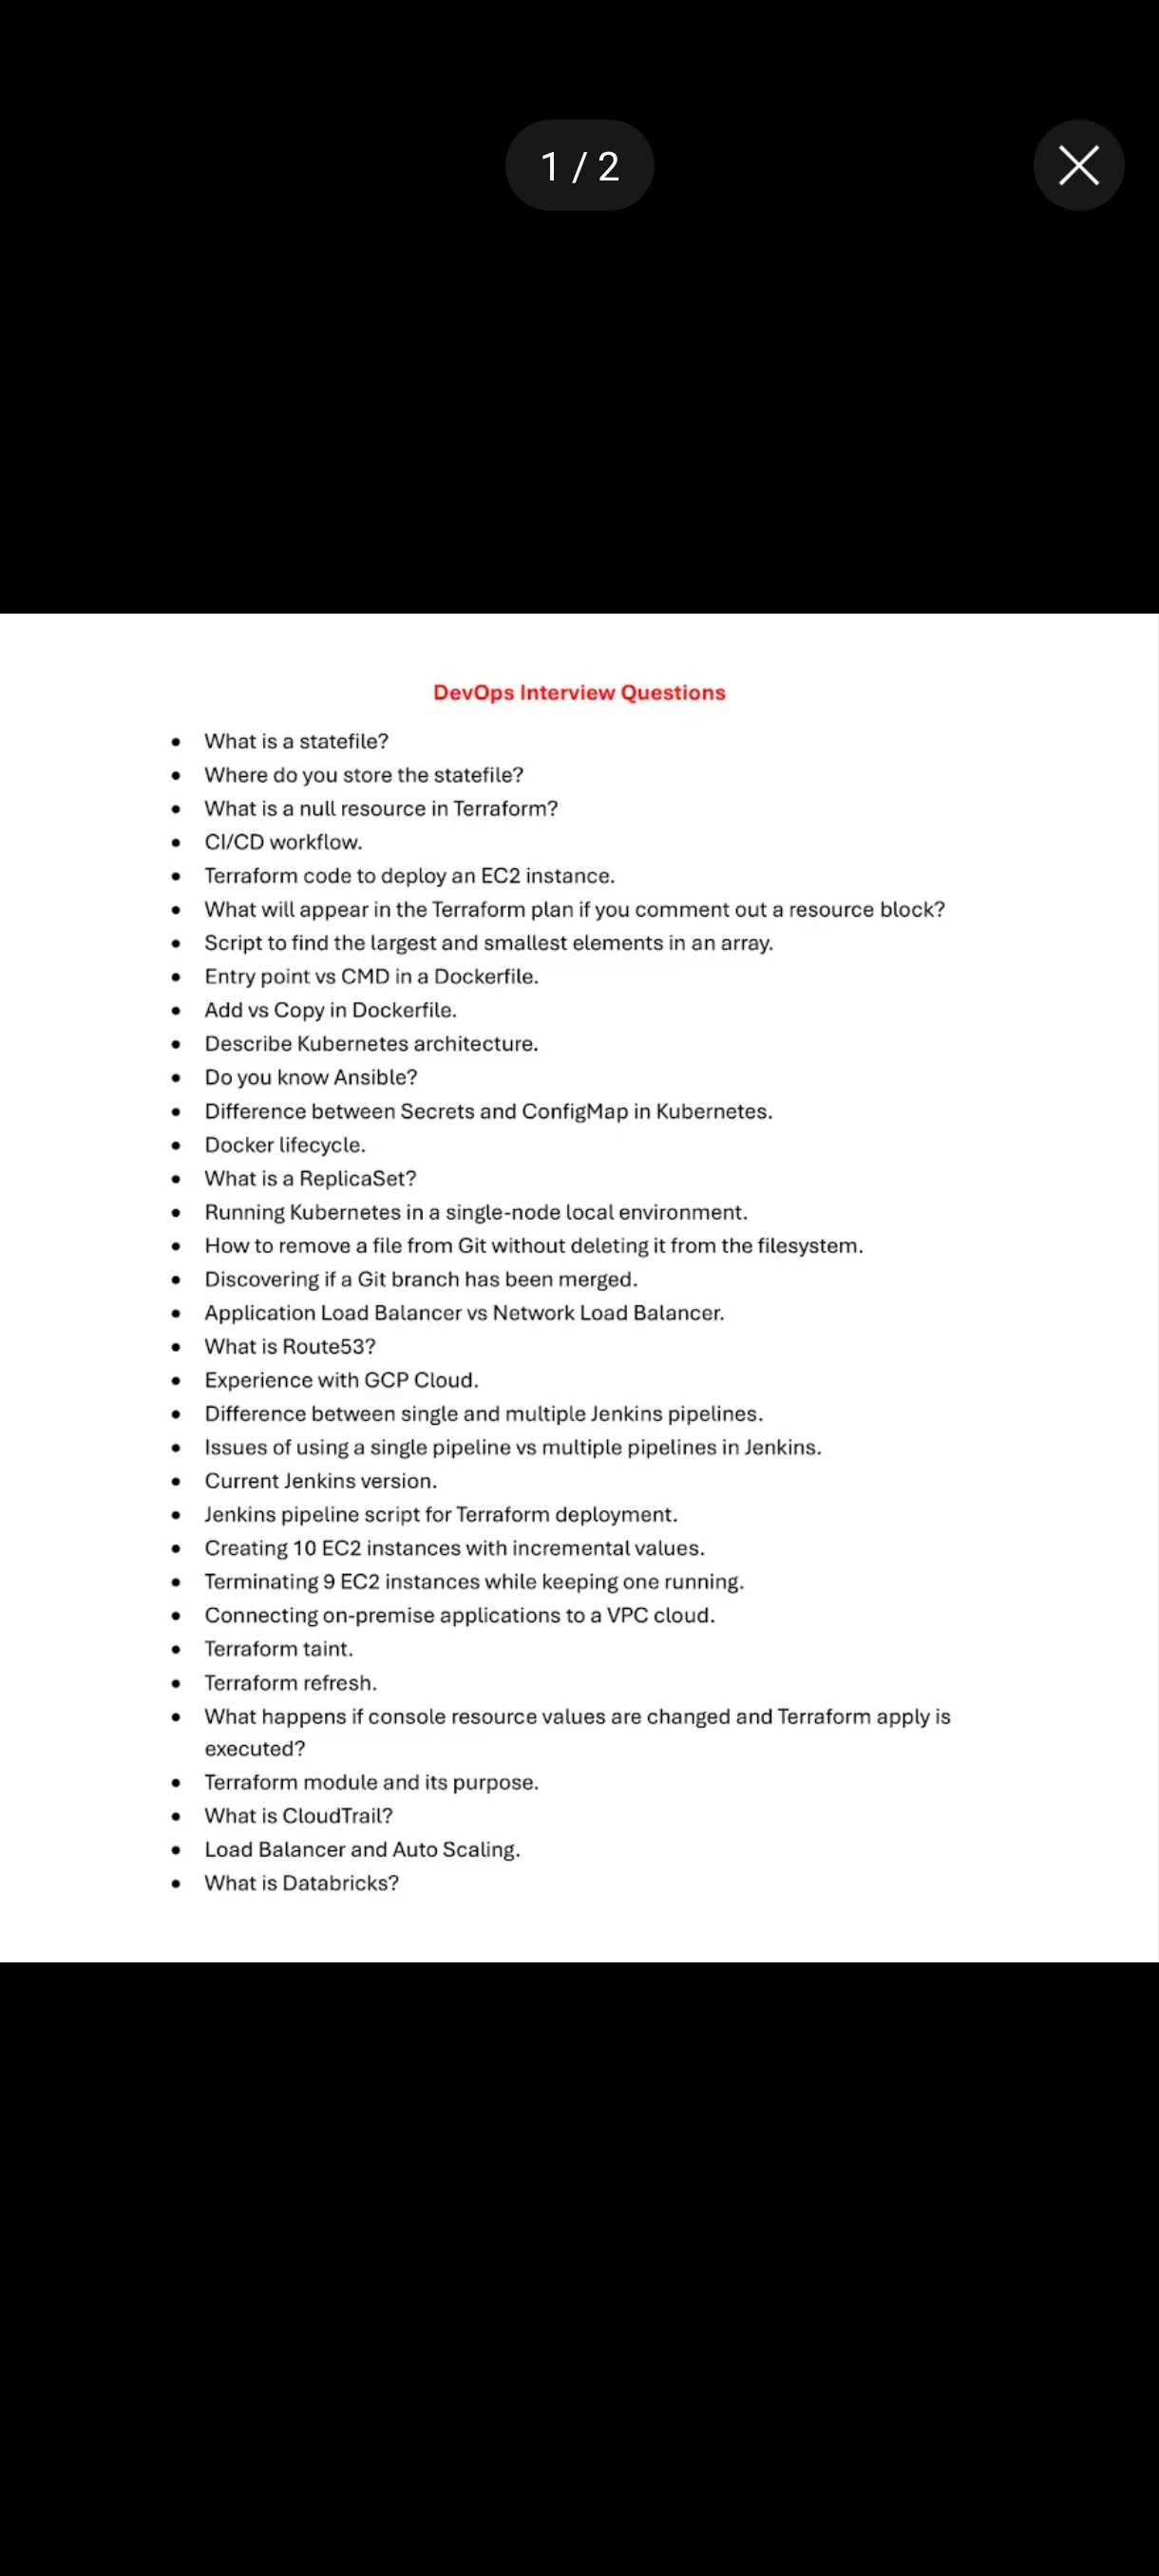 1 / 2
DevOps Interview Questions
• What is a statefile?
• Where do you store the statefile?
• What is a null resource in Terraform?
• CI/CD workflow.
• Terraform code to deploy an EC2 instance.
• What will appear in the Terraform plan if you comment out a resource block?
• Script to find the largest and smallest elements in an array.
• Entry point vs CMD in a Dockerfile.
• Add vs Copy in Dockerfile.
• Describe Kubernetes architecture.
• Do you know Ansible?
• Difference between Secrets and ConfigMap in Kubernetes.
• Docker lifecycle.
• What is a ReplicaSet?
• Running Kubernetes in a single-node local environment.
• How to remove a file from Git without deleting it from the filesystem.
• Discovering if a Git branch has been merged.
• Application Load Balancer vs Network Load Balancer.
• What is Route53?
• Experience with GCP Cloud.
• Difference between single and multiple Jenkins pipelines.
• Issues of using a single pipeline vs multiple pipelines in Jenkins.
• Current Jenkins version.
• Jenkins pipeline script for Terraform deployment.
• Creating 10 EC2 instances with incremental values.
• Terminating 9 EC2 instances while keeping one running.
• Connecting on-premise applications to a VPC cloud.
• Terraform taint.
• Terraform refresh.
• What happens if console resource values are changed and Terraform apply is
executed?
• Terraform module and its purpose.
• What is CloudTrail?
• Load Balancer and Auto Scaling.
• What is Databricks?